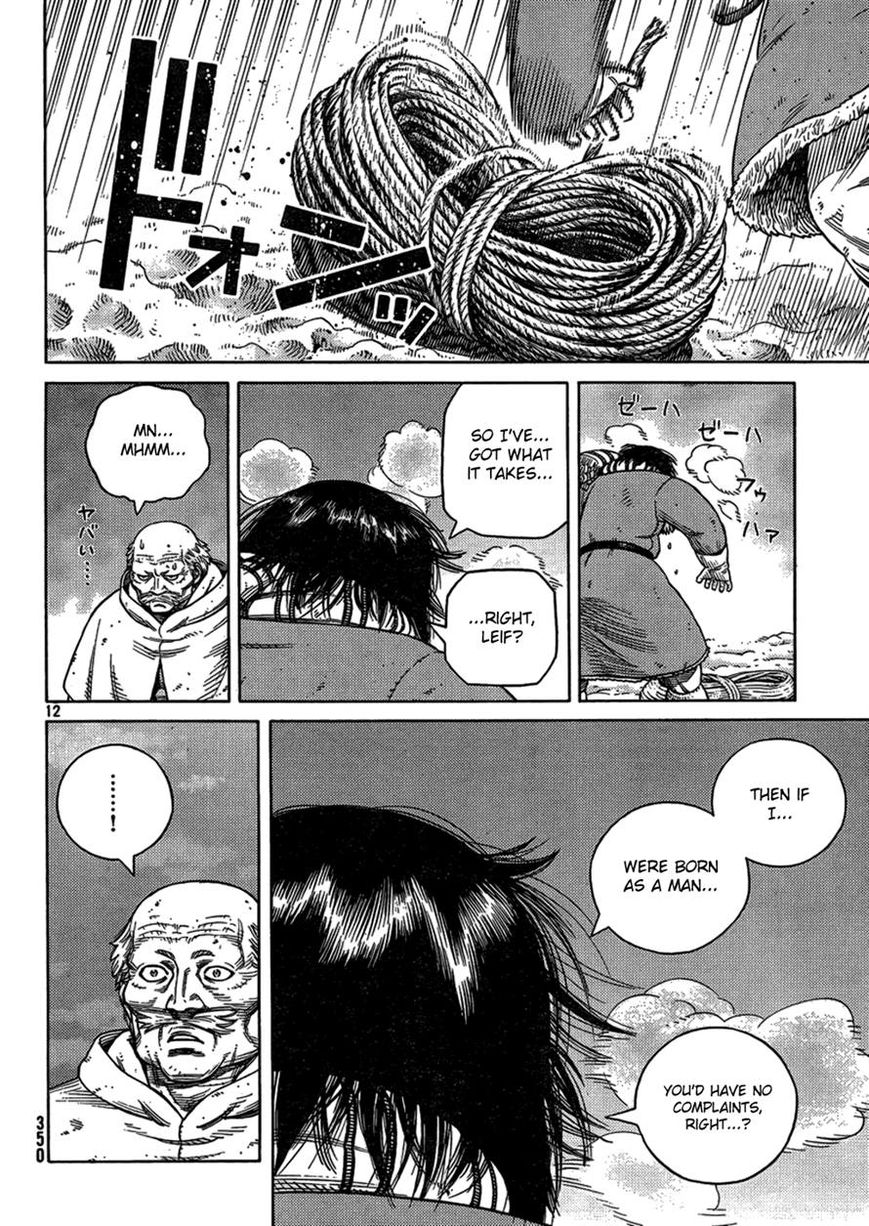 ドォンッ
ゼーハ
ゼーハ
アゥ
ハァ
SO I'VE...
GOT WHAT
IT TAKES...
...RIGHT,
LEIF?
MN...
MHMM...
ヤバい…
12
THEN IF
I...
WERE BORN
AS A MAN...
YOU'D HAVE NO
COMPLAINTS,
RIGHT...?
......!
350